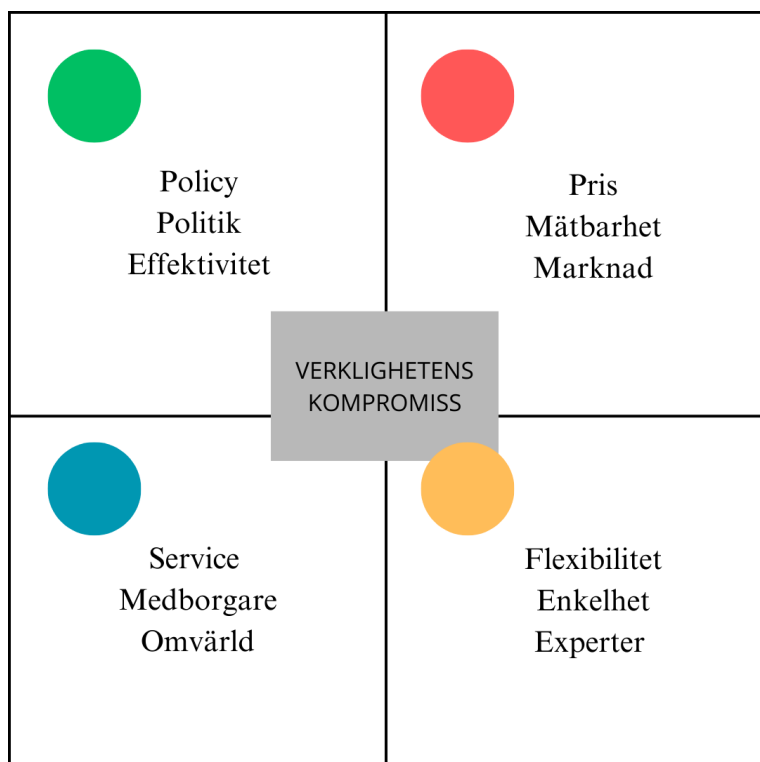 Policy
Politik
Effektivitet
Pris
Mätbarhet
Marknad
VERKLIGHETENS
KOMPROMISS
Service
Medborgare
Omvärld
Flexibilitet
Enkelhet
Experter